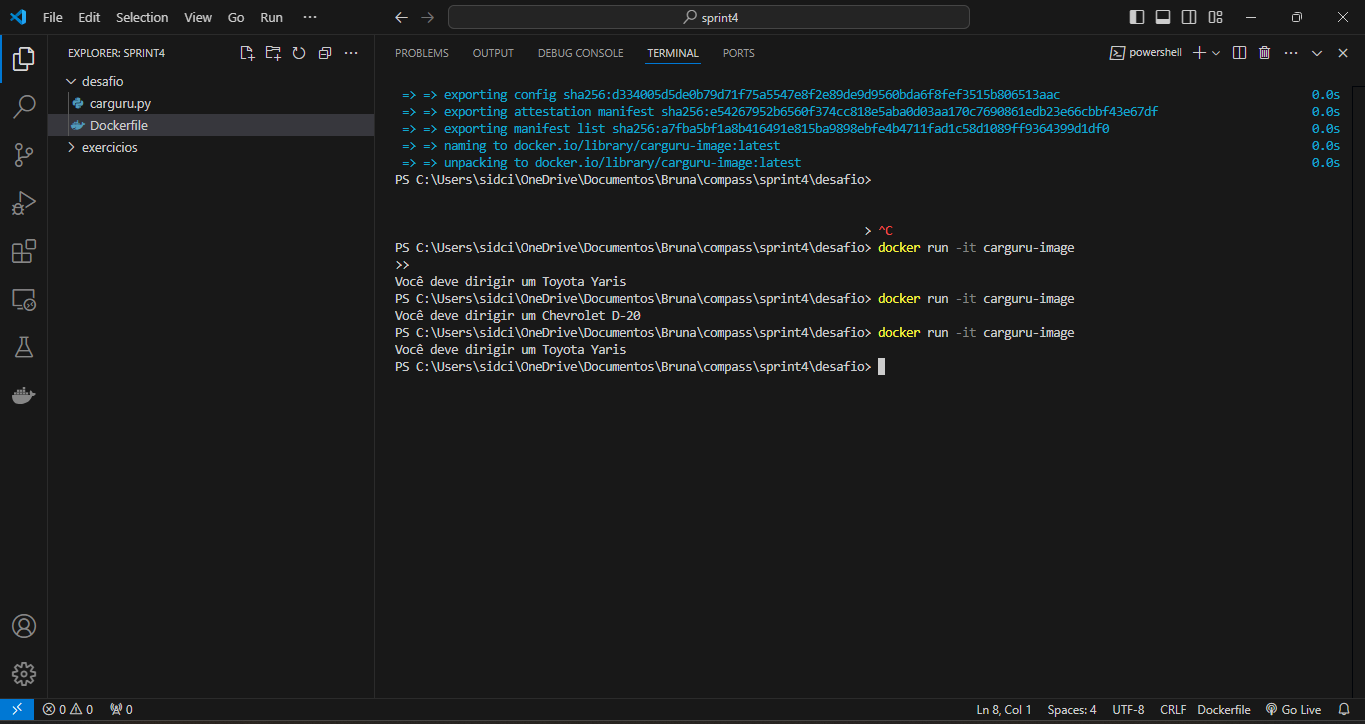 File Edit Selection View Go Run ··· sprint4
EXPLORER: SPRINT4
desafio
carguru.py
Dockerfile
exercicios
PROBLEMS OUTPUT DEBUG CONSOLE TERMINAL PORTS powershell
=> => exporting config sha256:d334005d5de0b79d71f75a5547e8f2e89de9d9560bda6f8fef3515b806513aac 0.0s
=> => exporting attestation manifest sha256:e54267952b6560f374cc818e5aba0d03aa170c7690861edb23e66cbbf43e67df 0.0s
=> => exporting manifest list sha256:a7fba5bf1a8b416491e815ba9898ebfe4b4711fad1c58d1089ff9364399d1df0 0.0s
=> => naming to docker.io/library/carguru-image:latest 0.0s
=> => unpacking to docker.io/library/carguru-image:latest 0.0s
PS C:\Users\sidci\OneDrive\Documentos\Bruna\compass\sprint4\desafio>
> ^C
PS C:\Users\sidci\OneDrive\Documentos\Bruna\compass\sprint4\desafio> docker run -it carguru-image
>>
Você deve dirigir um Toyota Yaris
PS C:\Users\sidci\OneDrive\Documentos\Bruna\compass\sprint4\desafio> docker run -it carguru-image
Você deve dirigir um Chevrolet D-20
PS C:\Users\sidci\OneDrive\Documentos\Bruna\compass\sprint4\desafio> docker run -it carguru-image
Você deve dirigir um Toyota Yaris
PS C:\Users\sidci\OneDrive\Documentos\Bruna\compass\sprint4\desafio>
0 0 0 Ln 8, Col 1 Spaces: 4 UTF-8 CRLF Dockerfile Go Live